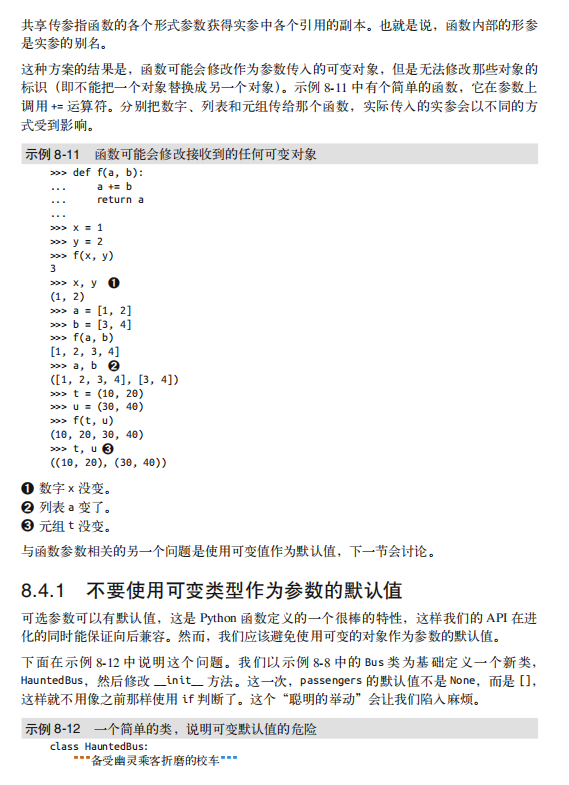 共享传参指函数的各个形式参数获得实参中各个引用的副本。也就是说，函数内部的形参
是实参的别名。
这种方案的结果是，函数可能会修改作为参数传入的可变对象，但是无法修改那些对象的
标识（即不能把一个对象替换成另一个对象）。示例 8-11 中有个简单的函数，它在参数上
调用 += 运算符。分别把数字、列表和元组传给那个函数，实际传入的实参会以不同的方
式受到影响。
示例 8-11　函数可能会修改接收到的任何可变对象
>>> def f(a, b):
...     a += b
...     return a
...
>>> x = 1
>>> y = 2
>>> f(x, y)
3
>>> x, y ❶
(1, 2)
>>> a = [1, 2]
>>> b = [3, 4]
>>> f(a, b)
[1, 2, 3, 4]
>>> a, b ❷
([1, 2, 3, 4], [3, 4])
>>> t = (10, 20)
>>> u = (30, 40)
>>> f(t, u)
(10, 20, 30, 40)
>>> t, u ❸
((10, 20), (30, 40))
❶ 数字 x 没变。
❷ 列表 a 变了。
❸ 元组 t 没变。
与函数参数相关的另一个问题是使用可变值作为默认值，下一节会讨论。
8.4.1　不要使用可变类型作为参数的默认值
可选参数可以有默认值，这是 Python 函数定义的一个很棒的特性，这样我们的 API 在进
化的同时能保证向后兼容。然而，我们应该避免使用可变的对象作为参数的默认值。
下面在示例 8-12 中说明这个问题。我们以示例 8-8 中的 Bus 类为基础定义一个新类，
HauntedBus，然后修改 __init__ 方法。这一次，passengers 的默认值不是 None，而是 []，
这样就不用像之前那样使用 if 判断了。这个“聪明的举动”会让我们陷入麻烦。
示例 8-12　一个简单的类，说明可变默认值的危险
class HauntedBus:
"""备受幽灵乘客折磨的校车"""